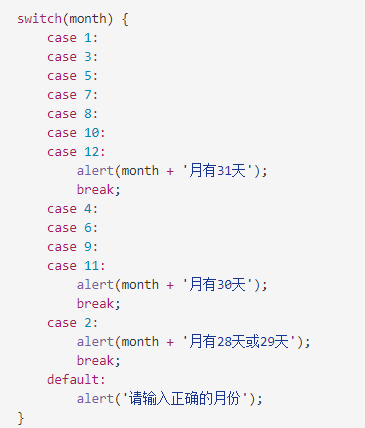 switch(month) {
    case 1:
    case 3:
    case 5:
    case 7:
    case 8:
    case 10:
    case 12:
        alert(month + '月有31天');
        break;
    case 4:
    case 6:
    case 9:
    case 11:
        alert(month + '月有30天');
        break;
    case 2:
        alert(month + '月有28天或29天');
        break;
    default:
        alert('请输入正确的月份');
}